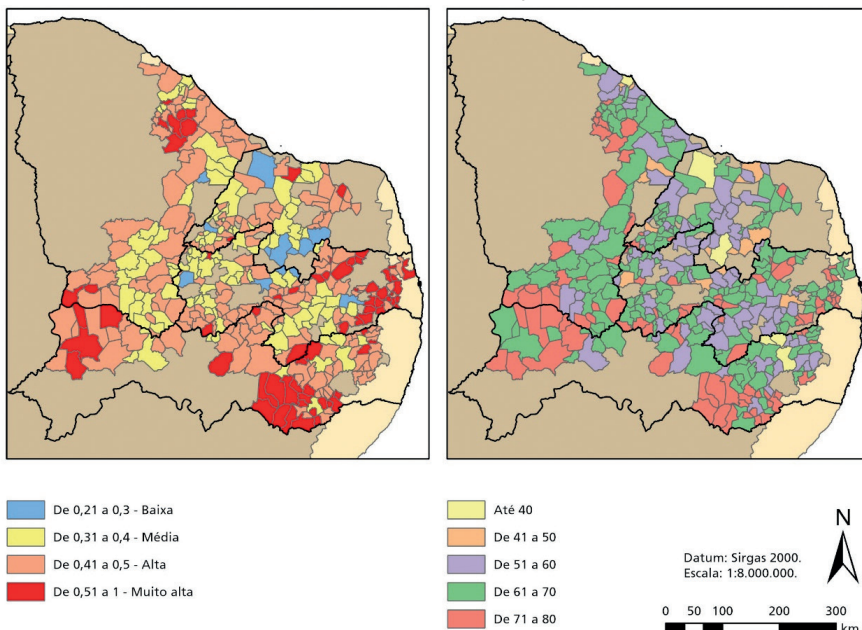 De 0,21 a 0,3 - Baixa
De 0,31 a 0,4 - Média
De 0,41 a 0,5 - Alta
De 0,51 a 1 - Muito alta
Até 40
De 41 a 50
De 51 a 60
De 61 a 70
De 71 a 80
Datum: Sirgas 2000.
Escala: 1:8.000.000.
N
0 50 100 200 300
km